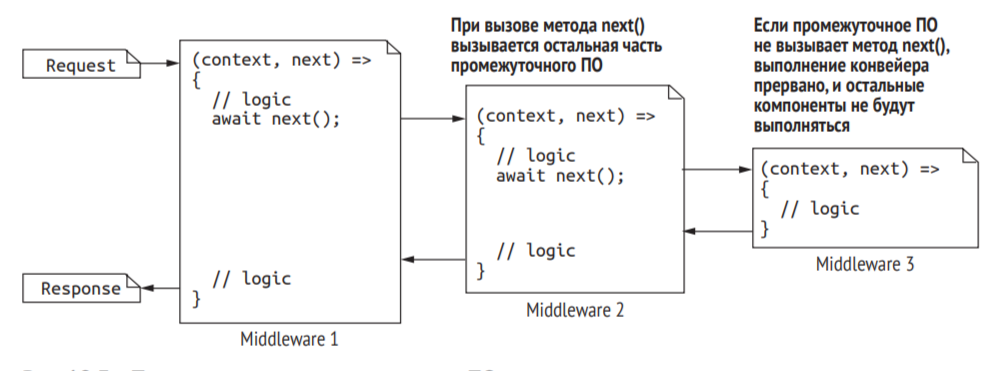 Request
(context, next) =>
{
// logic
await next();
// logic
}
Response
Middleware 1
При вызове метода next()
вызывается остальная часть
промежуточного ПО
(context, next) =>
{
// logic
await next();
// logic
}
Middleware 2
Если промежуточное ПО
не вызывает метод next(),
выполнение конвейера
прервано, и остальные
компоненты не будут
выполняться
(context, next) =>
{
// logic
}
Middleware 3